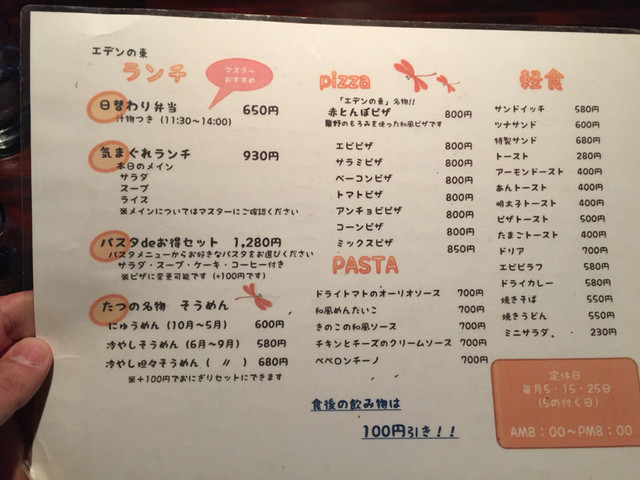 エデンの東
ランチ
マスター
おすすめ
日替わり弁当 650円
汁物つき (11:30～14:00)
気まぐれランチ 930円
本日のメイン
サラダ
スープ
ライス
※メインについてはマスターにご確認ください
パスタdeお得セット 1,280円
パスタメニューからお好きなパスタをお選びください
サラダ・スープ・ケーキ・コーヒー付き
※ピザに変更可能です (+100円です)
たつの名物 そうめん
にゅうめん (10月～5月) 600円
冷やしそうめん (6月～9月) 580円
冷やし坦々そうめん ( 〃 ) 680円
※+100円でおにぎりセットにできます
pizza
「エデンの東」名物!!
赤とんぼピザ 800円
龍野のもろみを使った和風ピザです
エビピザ 800円
サラミピザ 800円
ベーコンピザ 800円
トマトピザ 800円
アンチョビピザ 800円
コーンピザ 800円
ミックスピザ 850円
PASTA
ドライトマトのオーリオソース 700円
和風めんたいこ 700円
きのこの和風ソース 700円
チキンとチーズのクリームソース 700円
ペペロンチーノ 700円
食後の飲み物は
100円引き!!
軽食
サンドイッチ 580円
ツナサンド 600円
特製サンド 680円
トースト 280円
アーモンドースト 400円
あんトースト 400円
明太子トースト 400円
ピザトースト 500円
たまごトースト 400円
ドリア 700円
エビピラフ 580円
ドライカレー 580円
焼きそば 550円
焼きうどん 550円
ミニサラダ 230円
定休日
毎月5・15・25日
(5の付く日)
AM8：00～PM8：00